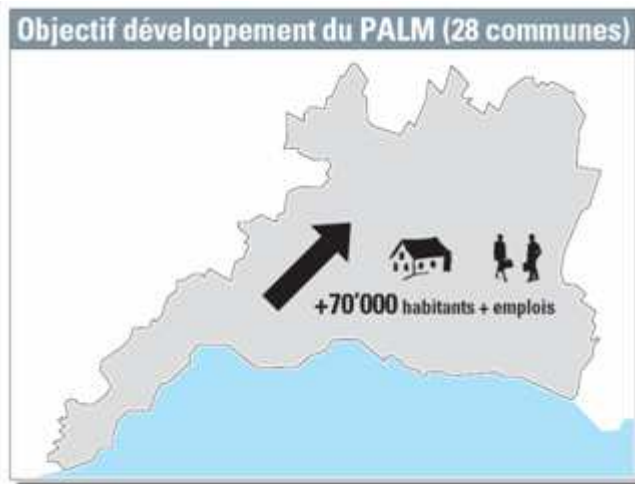 Objectif développement du PALM (28 communes)
+70'000 habitants + emplois